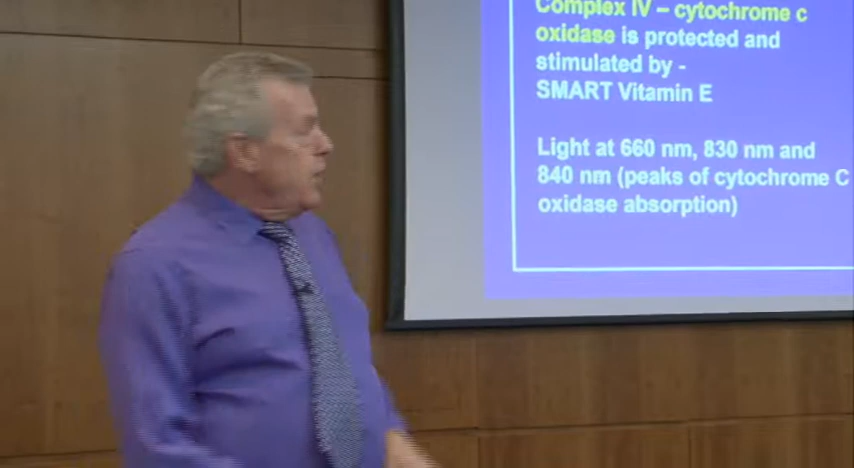 Complex IV – cytochrome c
oxidase is protected and
stimulated by -
SMART Vitamin E
Light at 660 nm, 830 nm and
840 nm (peaks of cytochrome C
oxidase absorption)